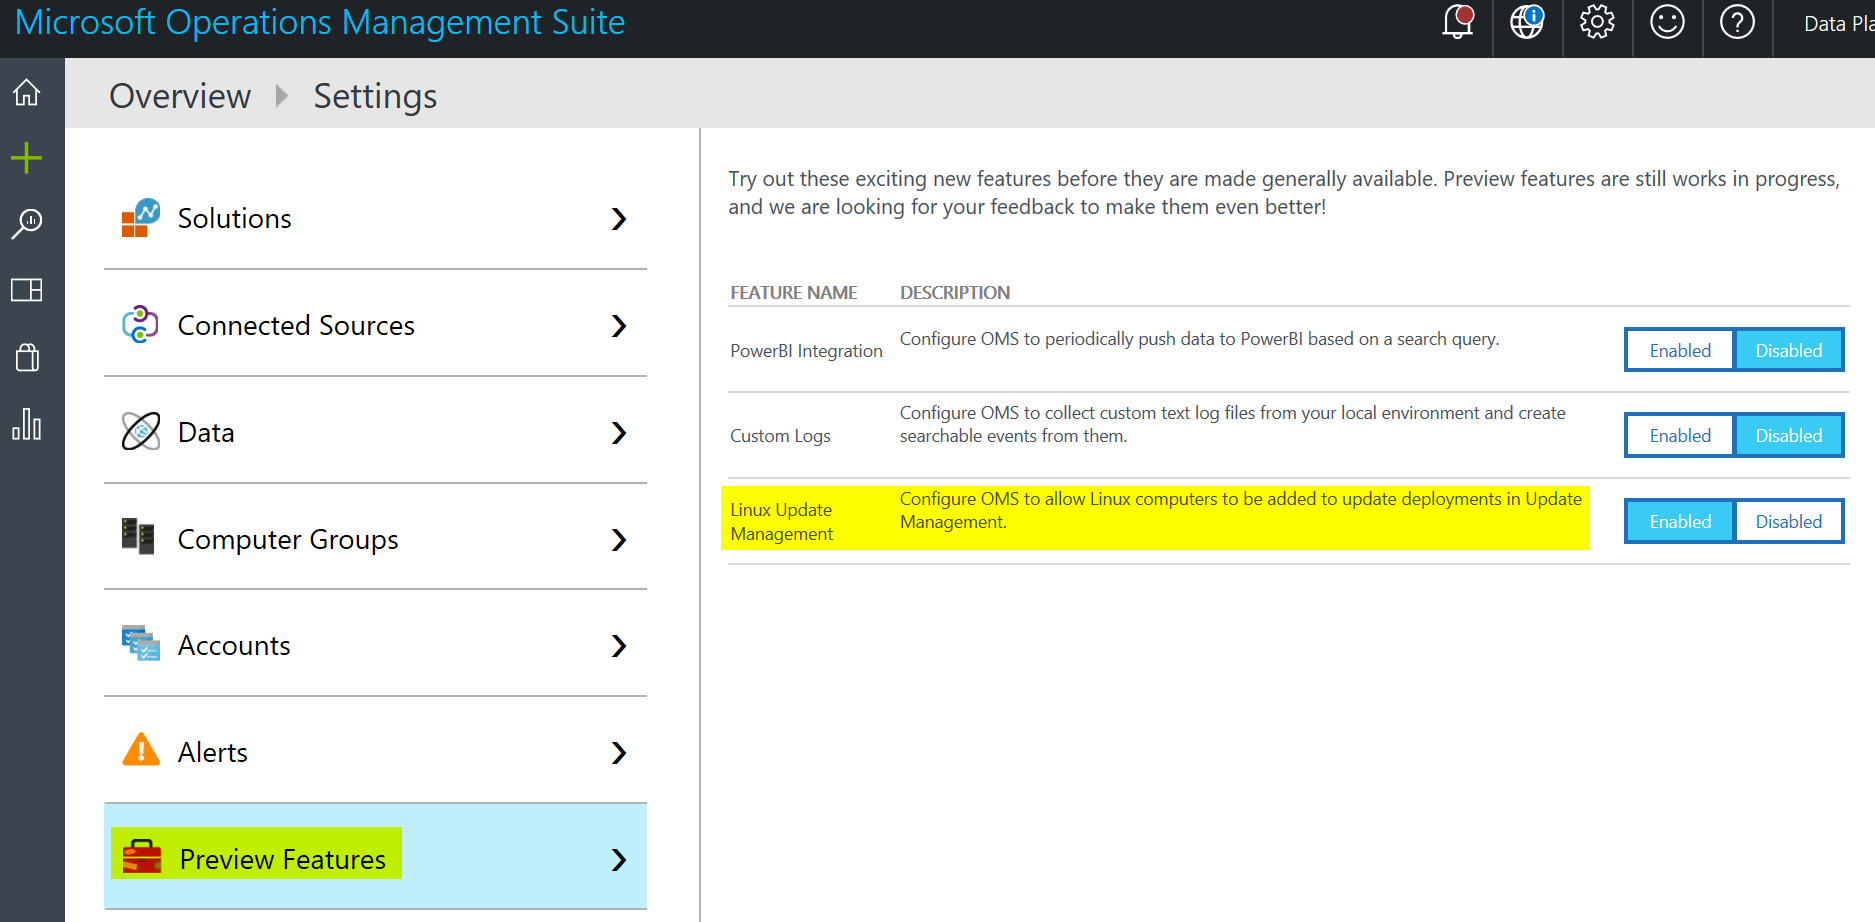 Microsoft Operations Management Suite
Overview
Settings
Solutions
Connected Sources
Data
Computer Groups
Accounts
Alerts
Preview Features
Try out these exciting new features before they are made generally available. Preview features are still works in progress,
and we are looking for your feedback to make them even better!
FEATURE NAME DESCRIPTION
PowerBI Integration
Configure OMS to periodically push data to PowerBI based on a search query.
Enabled Disabled
Custom Logs
Configure OMS to collect custom text log files from your local environment and create
searchable events from them.
Enabled Disabled
Linux Update
Management
Configure OMS to allow Linux computers to be added to update deployments in Update
Management.
Enabled Disabled